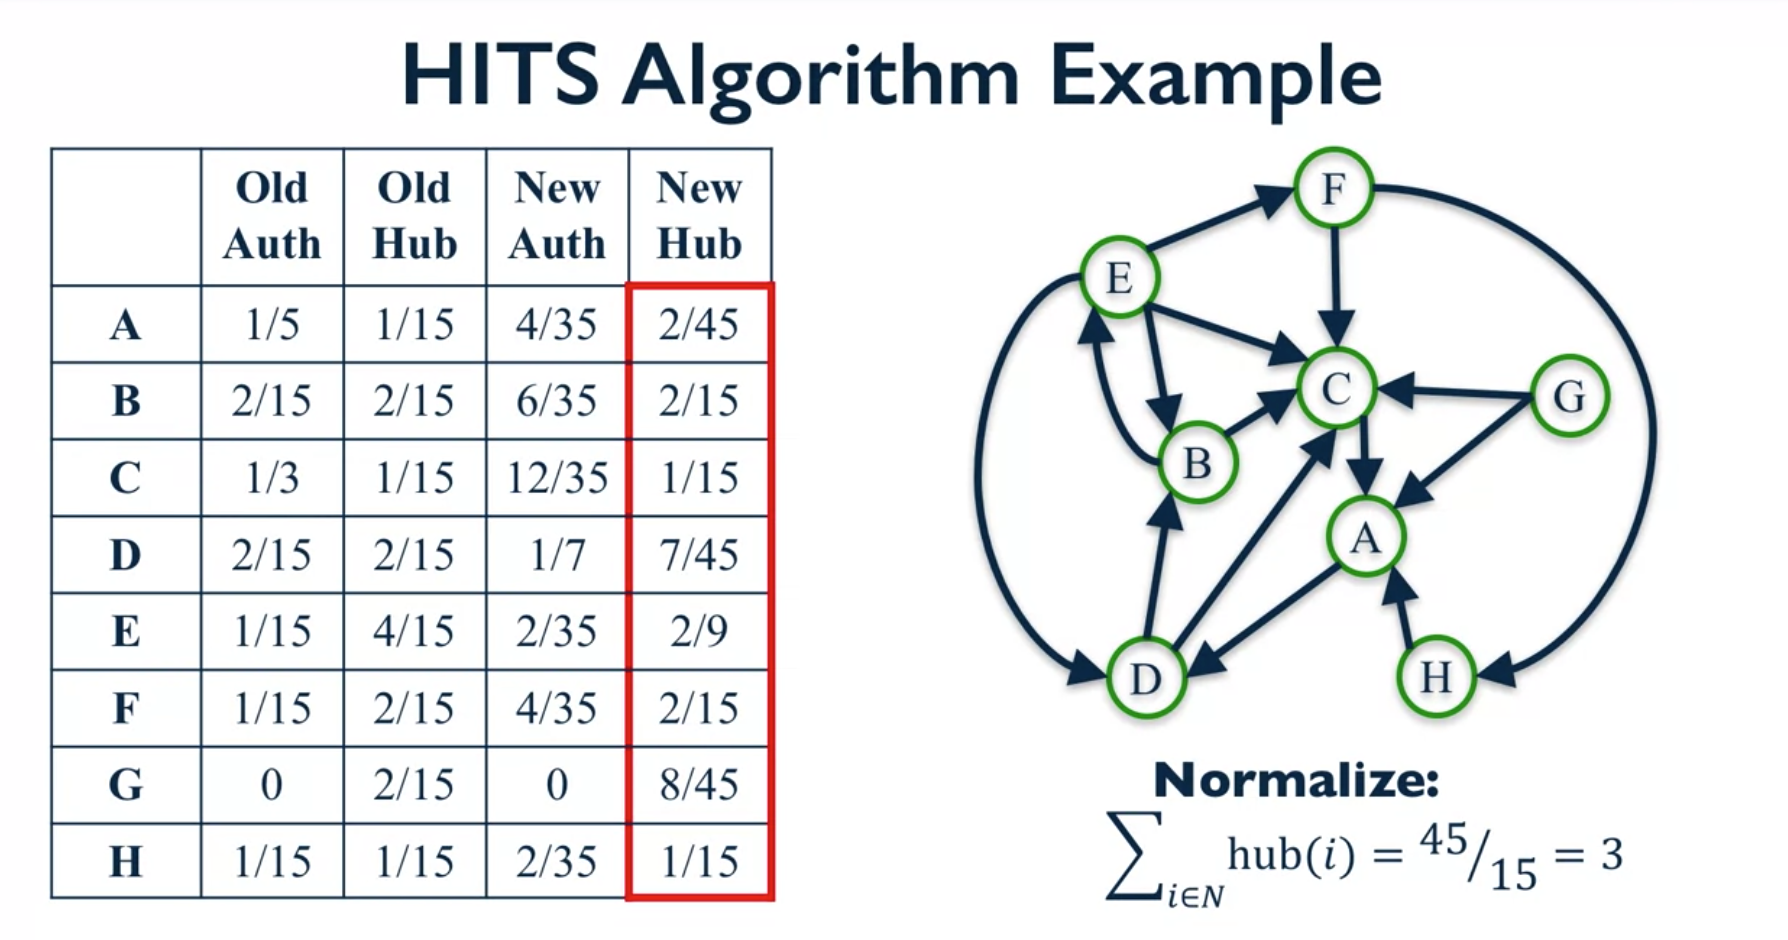 HITS Algorithm Example
Old Auth Old Hub New Auth New Hub
A 1/5 1/15 4/35 2/45
B 2/15 2/15 6/35 2/15
C 1/3 1/15 12/35 1/15
D 2/15 2/15 1/7 7/45
E 1/15 4/15 2/35 2/9
F 1/15 2/15 4/35 2/15
G 0 2/15 0 8/45
H 1/15 1/15 2/35 1/15
F
E
C
G
B
A
D
H
Normalize:
∑i∈N hub(i) = 45/15 = 3